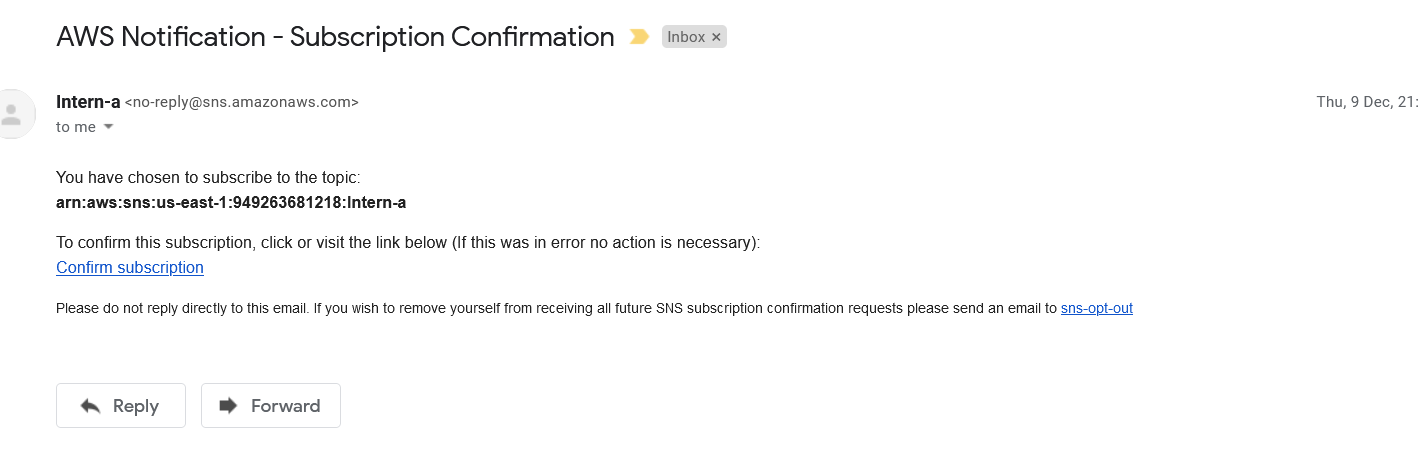 AWS Notification - Subscription Confirmation Inbox ×
Intern-a <no-reply@sns.amazonaws.com> Thu, 9 Dec, 21:
to me
You have chosen to subscribe to the topic:
arn:aws:sns:us-east-1:949263681218:Intern-a
To confirm this subscription, click or visit the link below (If this was in error no action is necessary):
Confirm subscription
Please do not reply directly to this email. If you wish to remove yourself from receiving all future SNS subscription confirmation requests please send an email to sns-opt-out
Reply Forward